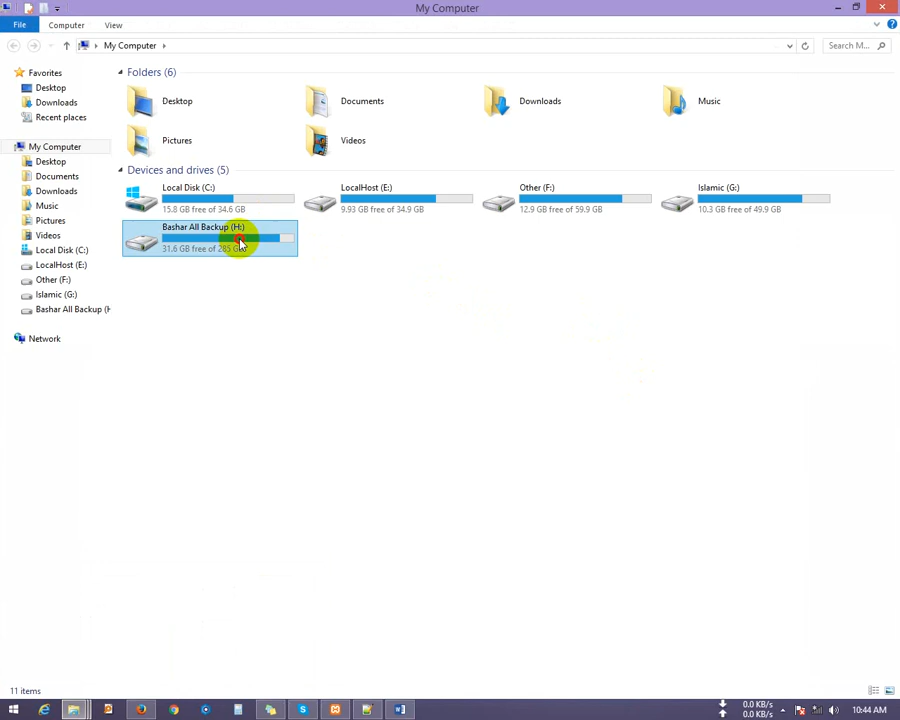 My Computer
File Computer View
My Computer
Search M...
Favorites
Desktop
Downloads
Recent places
My Computer
Desktop
Documents
Downloads
Music
Pictures
Videos
Local Disk (C:)
LocalHost (E:)
Other (F:)
Islamic (G:)
Bashar All Backup (H
Network
Folders (6)
Desktop Documents Downloads Music
Pictures Videos
Devices and drives (5)
Local Disk (C:)
15.8 GB free of 34.6 GB
LocalHost (E:)
9.93 GB free of 34.9 GB
Other (F:)
12.9 GB free of 59.9 GB
Islamic (G:)
10.3 GB free of 49.9 GB
Bashar All Backup (H:)
31.6 GB free of 285 GB
11 items
0.0 KB/s
0.0 KB/s
10:44 AM